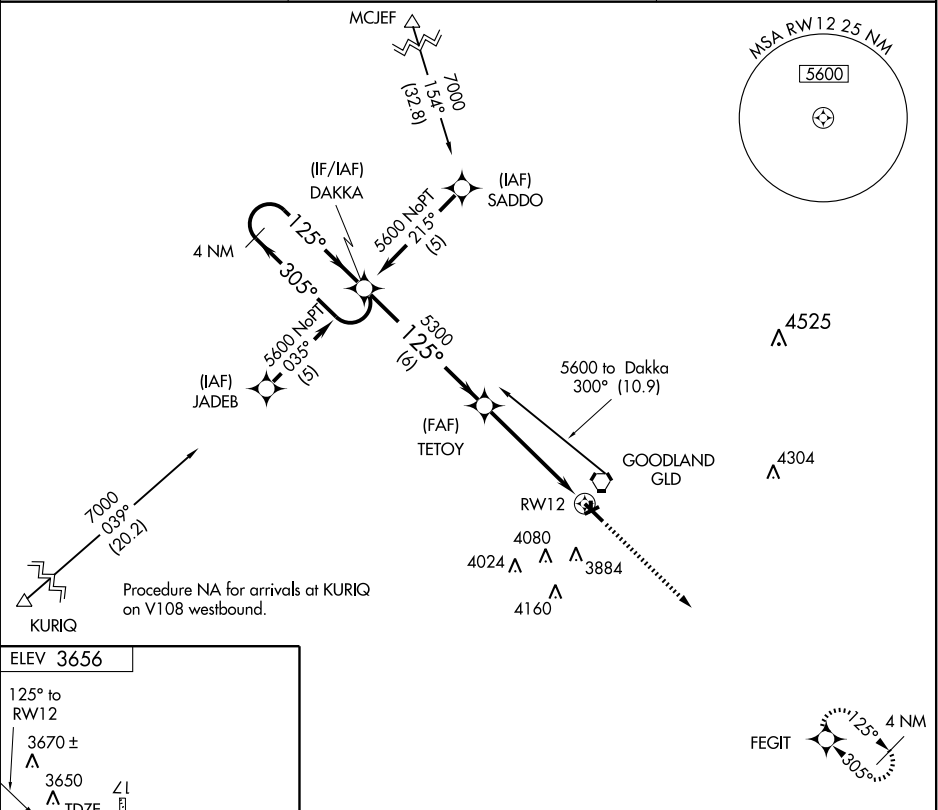 MCJEF
7000
154°
(32.8)
MSA RW12 25 NM
5600
(IF/IAF)
DAKKA
(IAF)
SADDO
5600 NoPT
215°
(5)
4 NM
125°
305°
5600 NoPT
035°
(5)
(IAF)
JADEB
5300
125°
(6)
4525
5600 to Dakka
300° (10.9)
(FAF)
TETOY
GOODLAND
GLD
4304
RW12
7000
039°
(20.2)
4080
4024
3884
4160
Procedure NA for arrivals at KURIQ
on V108 westbound.
KURIQ
ELEV 3656
125° to
RW12
3670 ±
3650
17
TDZE
FEGIT
125°
4 NM
305°